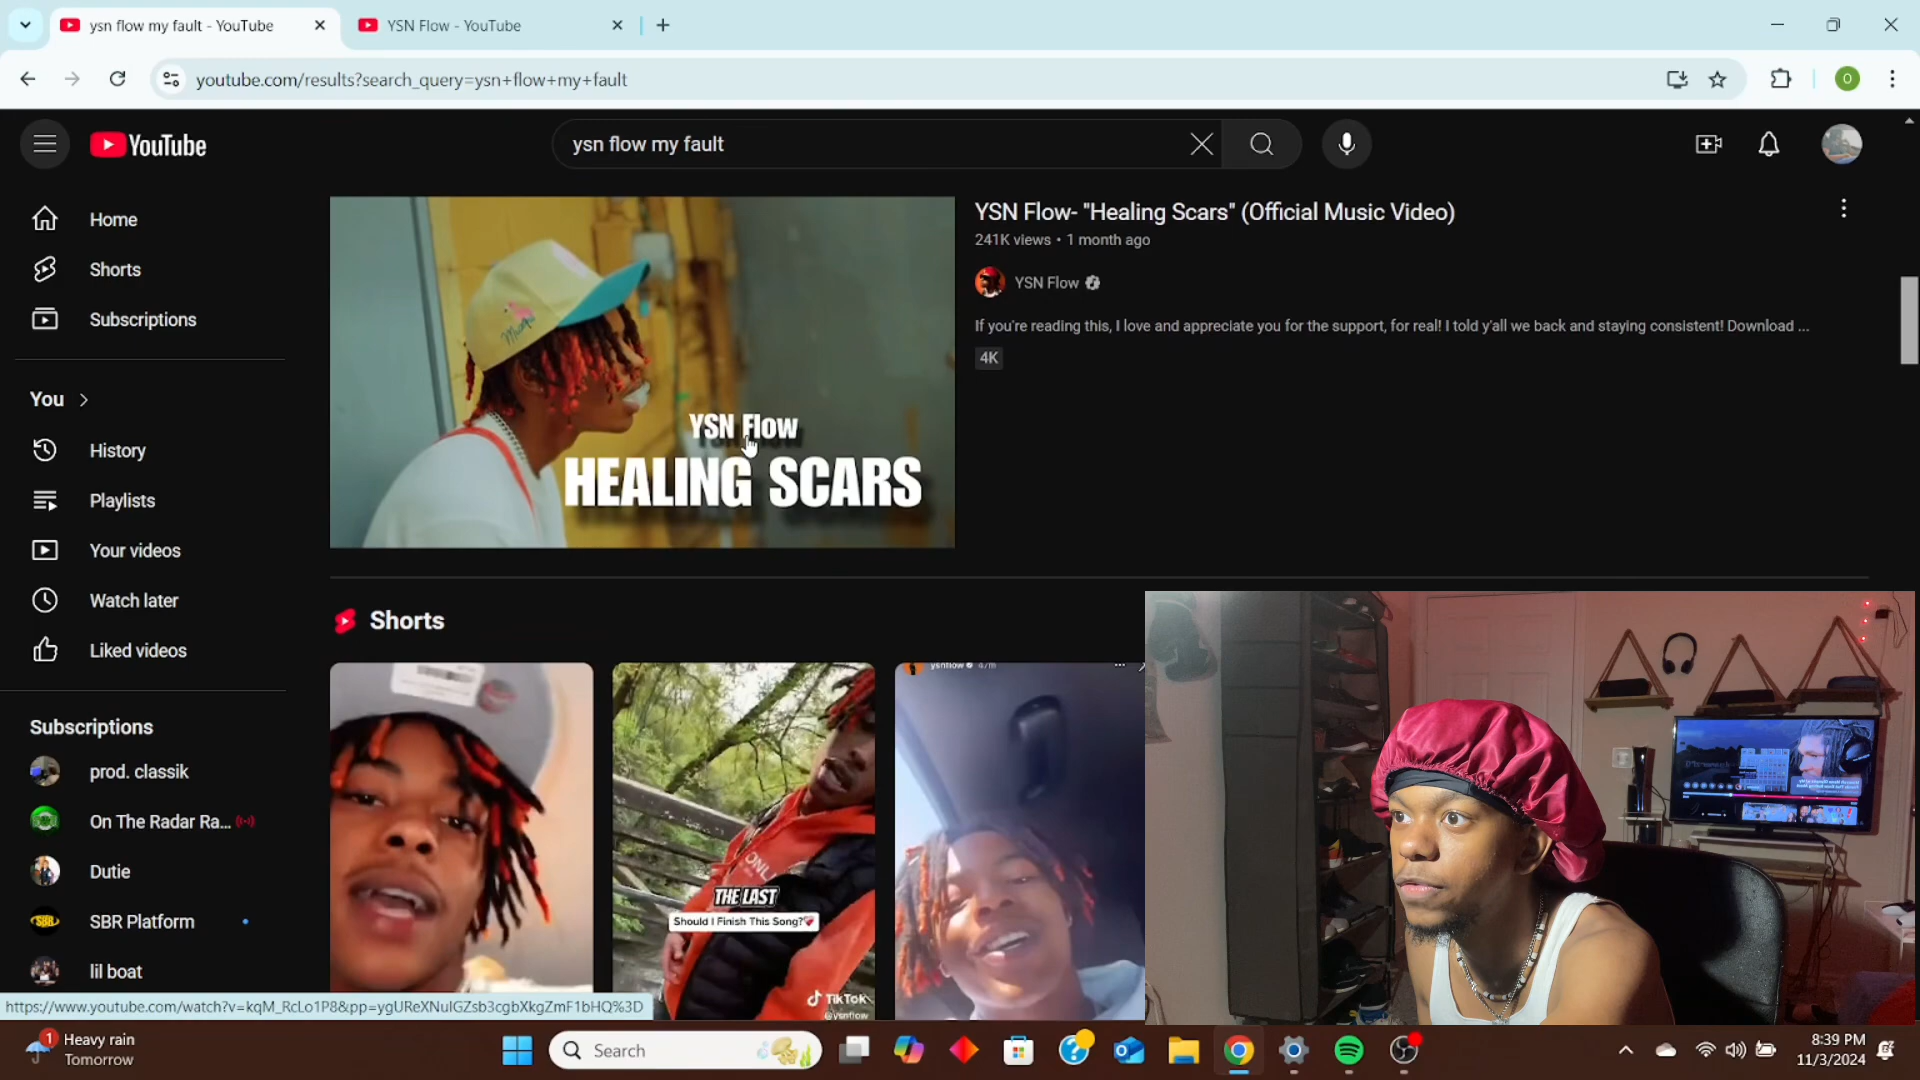 ysn flow my fault - YouTube
YSN Flow - YouTube
youtube.com/results?search_query=ysn+flow+my+fault
O
YouTube
ysn flow my fault
Home
Shorts
Subscriptions
You
History
Playlists
Your videos
Watch later
Liked videos
Subscriptions
prod. classik
On The Radar Ra...
Dutie
SBR Platform
lil boat
YSN Flow
HEALING SCARS
YSN Flow- "Healing Scars" (Official Music Video)
241K views • 1 month ago
YSN Flow
If you're reading this, I love and appreciate you for the support, for real! I told y'all we back and staying consistent! Download ...
4K
Shorts
THE LAST
Should I Finish This Song?
TikTok
@ysnflow
ysnflow 47m
https://www.youtube.com/watch?v=kqM_RcLo1P8&pp=ygUReXNuIGZsb3cgbXkgZmF1bHQ%3D
1
Heavy rain
Tomorrow
Search
8:39 PM
11/3/2024